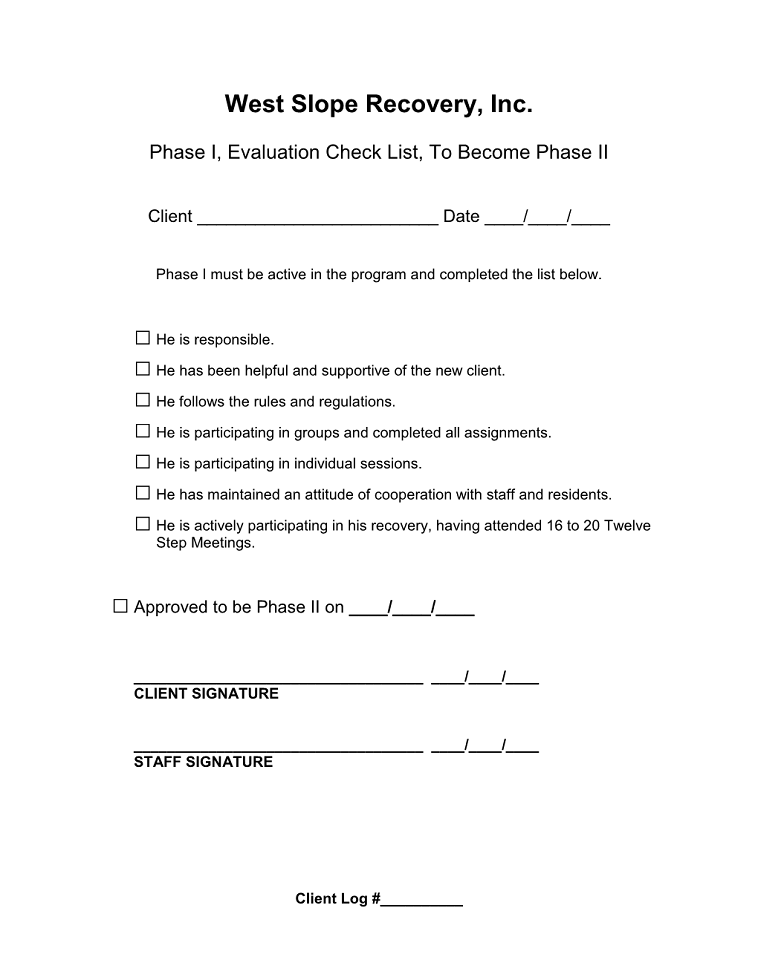 West Slope Recovery, Inc.
Phase I, Evaluation Check List, To Become Phase II
Client _________________________ Date ____/____/____
Phase I must be active in the program and completed the list below.
☐ He is responsible.
☐ He has been helpful and supportive of the new client.
☐ He follows the rules and regulations.
☐ He is participating in groups and completed all assignments.
☐ He is participating in individual sessions.
☐ He has maintained an attitude of cooperation with staff and residents.
☐ He is actively participating in his recovery, having attended 16 to 20 Twelve
Step Meetings.
☐ Approved to be Phase II on ____/____/____
___________________________________ ____/____/____
CLIENT SIGNATURE
___________________________________ ____/____/____
STAFF SIGNATURE
Client Log #__________